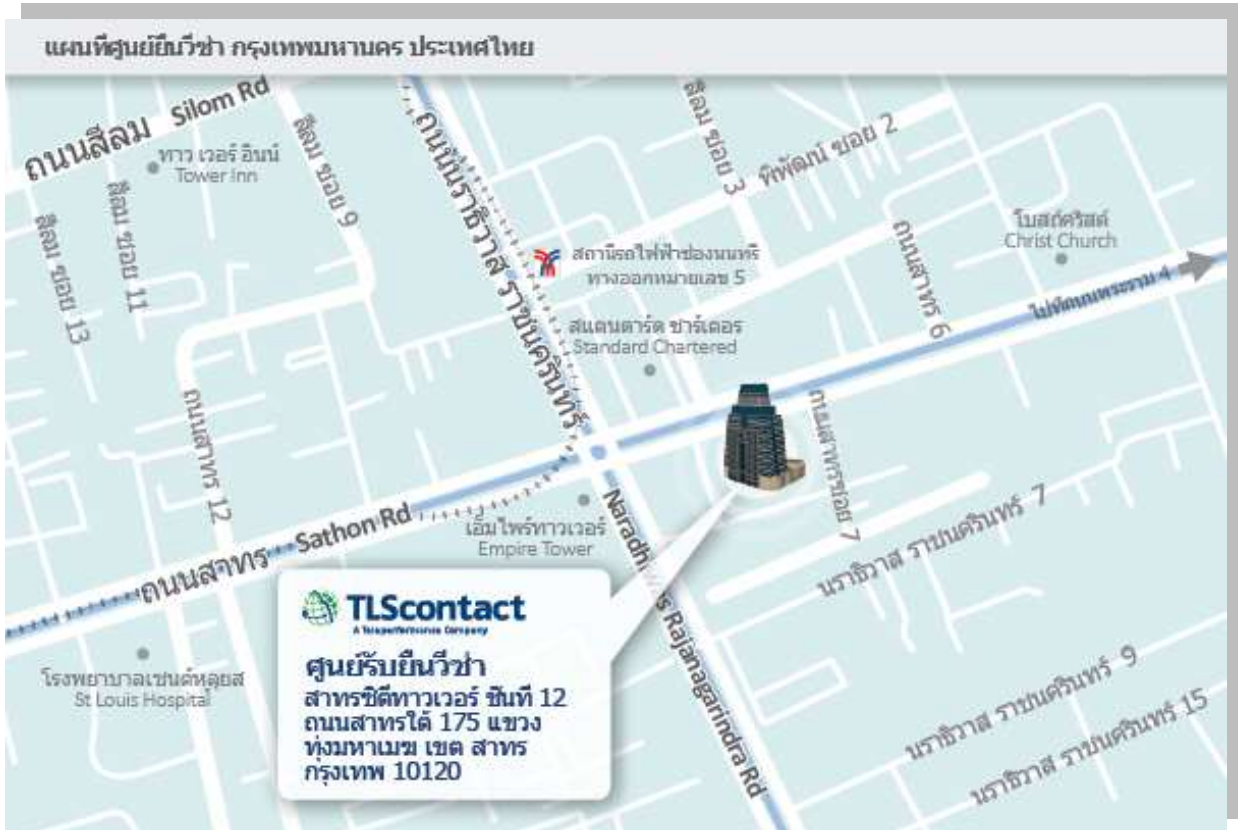 แผนที่ศูนย์ยื่นวีซ่า กรุงเทพมหานคร ประเทศไทย
ถนนสีลม Silom Rd
ทาว เวอร์ อินน์
Tower Inn
สีลม ซอย 9
สีลม ซอย 11
สีลม ซอย 13
ถนนนราธิวาส ราชนครินทร์
สีลม ซอย 3
พิพัฒน์ ซอย 2
สถานีรถไฟฟ้าช่องนนทรี
ทางออกหมายเลข 5
สแตนดาร์ด ชาร์เตอร์
Standard Chartered
ถนนสาทร 6
โบสถ์คริสต์
Christ Church
ไปที่ถนนพระราม 4
ถนนสาทร 12
ถนนสาทรซอย 7
ถนนสาทร Sathon Rd
เอ็มไพร์ทาวเวอร์
Empire Tower
Naradhiwas Rajanagarindra Rd
นราธิวาส ราชนครินทร์ 7
นราธิวาส ราชนครินทร์ 9
นราธิวาส ราชนครินทร์ 15
โรงพยาบาลเซนต์หลุยส
St Louis Hospital
TLScontact
A Teleperformance Company
ศูนย์รับยื่นวีซ่า
สาทรซิตี้ทาวเวอร์ ชั้นที่ 12
ถนนสาทรใต้ 175 แขวง
ทุ่งมหาเมฆ เขต สาทร
กรุงเทพ 10120